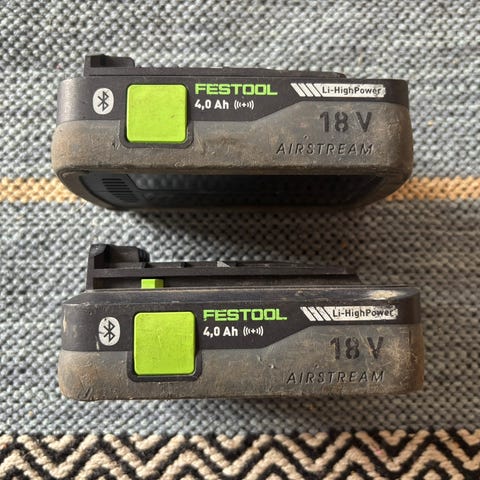 FESTOOL
Li-HighPower
4,0 Ah
18 V
AIRSTREAM
FESTOOL
Li-HighPower
4,0 Ah
18 V
AIRSTREAM